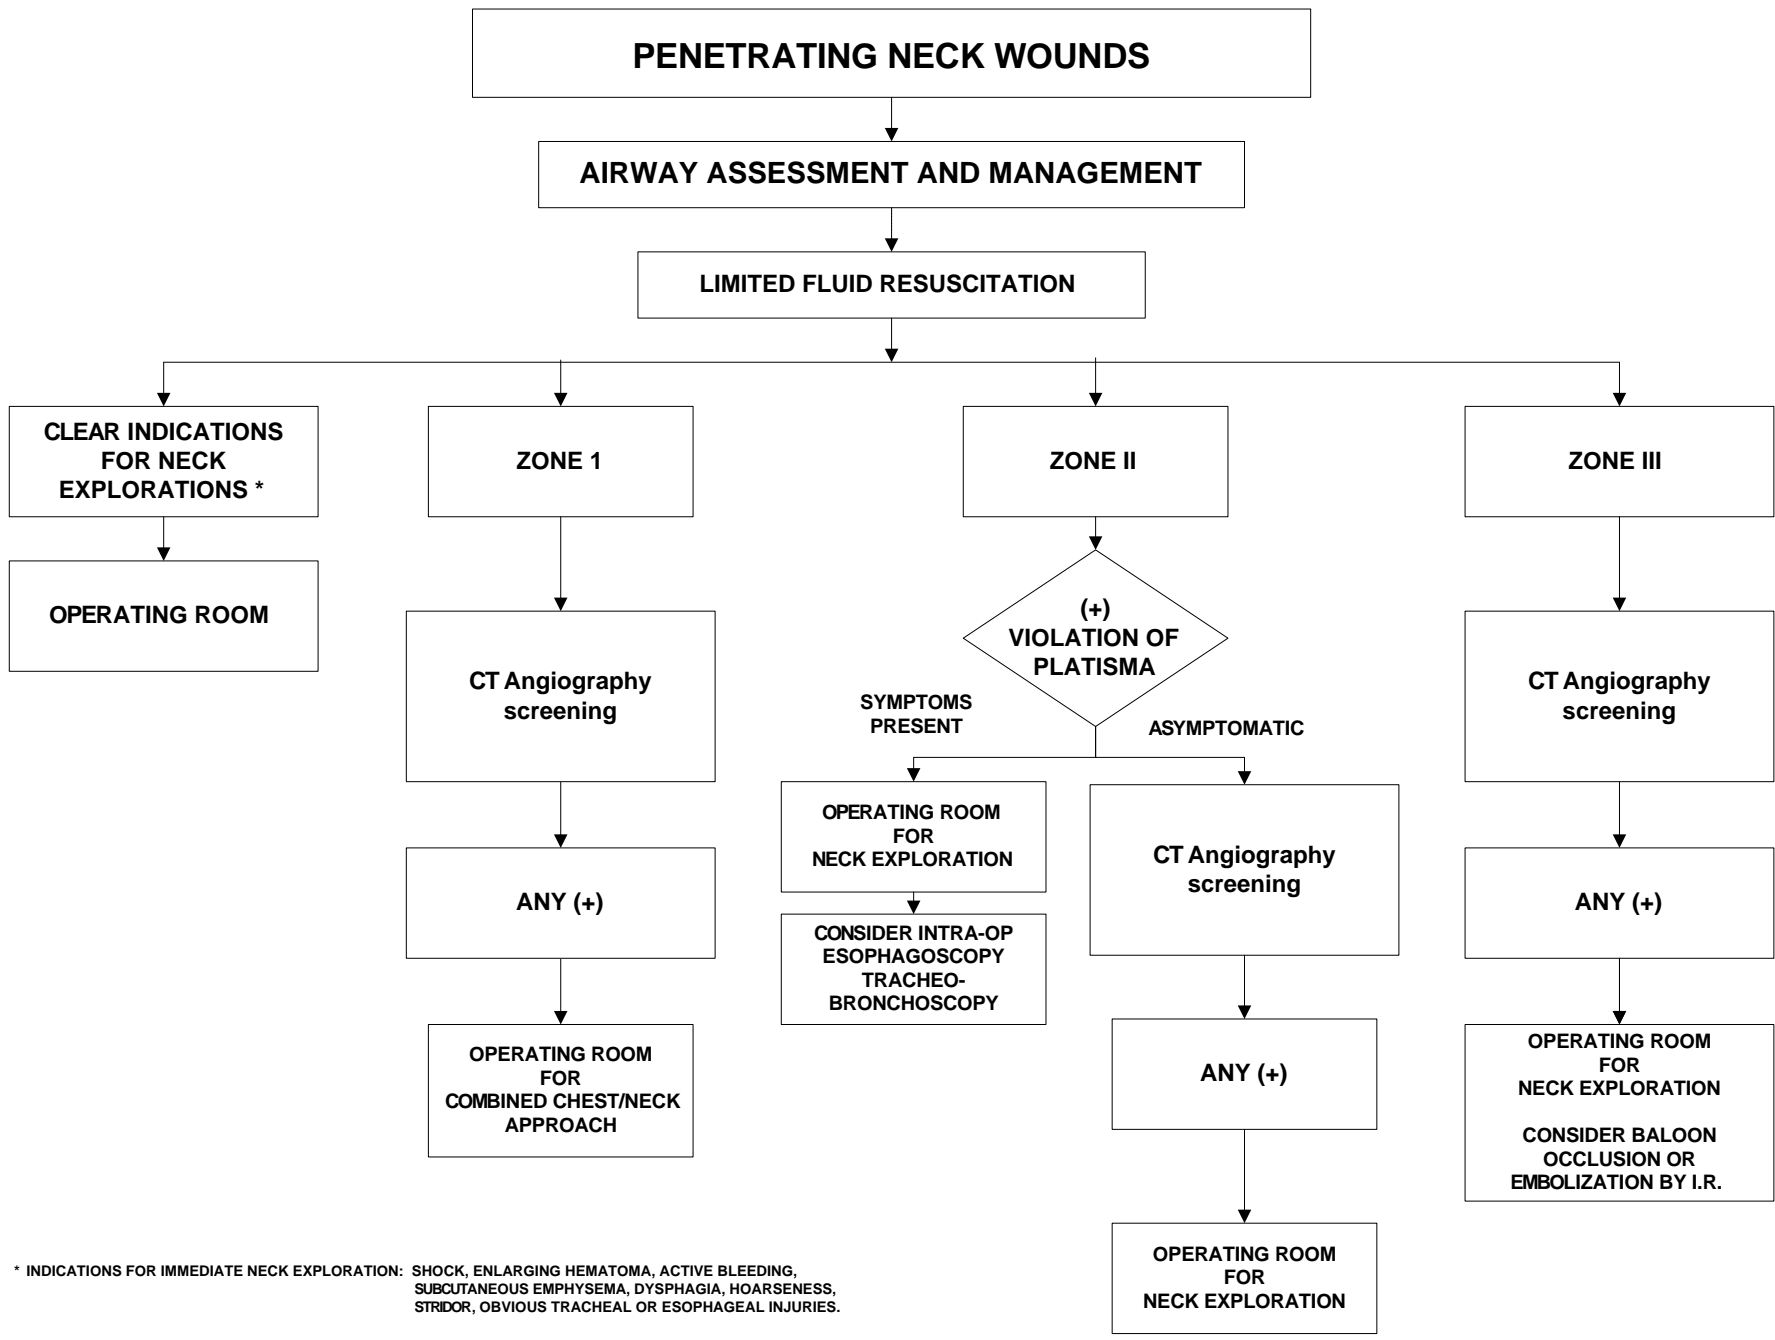 PENETRATING NECK WOUNDS
AIRWAY ASSESSMENT AND MANAGEMENT
LIMITED FLUID RESUSCITATION
CLEAR INDICATIONS
FOR NECK
EXPLORATIONS *
OPERATING ROOM
ZONE 1
CT Angiography
screening
ANY (+)
OPERATING ROOM
FOR
COMBINED CHEST/NECK
APPROACH
ZONE II
(+)
VIOLATION OF
PLATISMA
SYMPTOMS
PRESENT
OPERATING ROOM
FOR
NECK EXPLORATION
CONSIDER INTRA-OP
ESOPHAGOSCOPY
TRACHEO-
BRONCHOSCOPY
ASYMPTOMATIC
CT Angiography
screening
ANY (+)
OPERATING ROOM
FOR
NECK EXPLORATION
ZONE III
CT Angiography
screening
ANY (+)
OPERATING ROOM
FOR
NECK EXPLORATION
CONSIDER BALOON
OCCLUSION OR
EMBOLIZATION BY I.R.
* INDICATIONS FOR IMMEDIATE NECK EXPLORATION: SHOCK, ENLARGING HEMATOMA, ACTIVE BLEEDING,
SUBCUTANEOUS EMPHYSEMA, DYSPHAGIA, HOARSENESS,
STRIDOR, OBVIOUS TRACHEAL OR ESOPHAGEAL INJURIES.